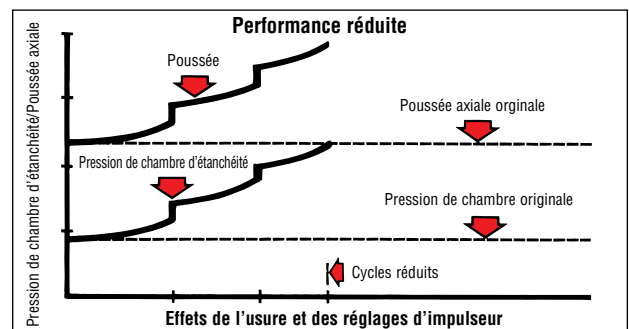 Performance réduite
Poussée
Poussée axiale orginale
Pression de chambre d'étanchéité
Pression de chambre originale
Cycles réduits
Effets de l'usure et des réglages d'impulseur
Pression de chambre d'étanchéité/Poussée axiale